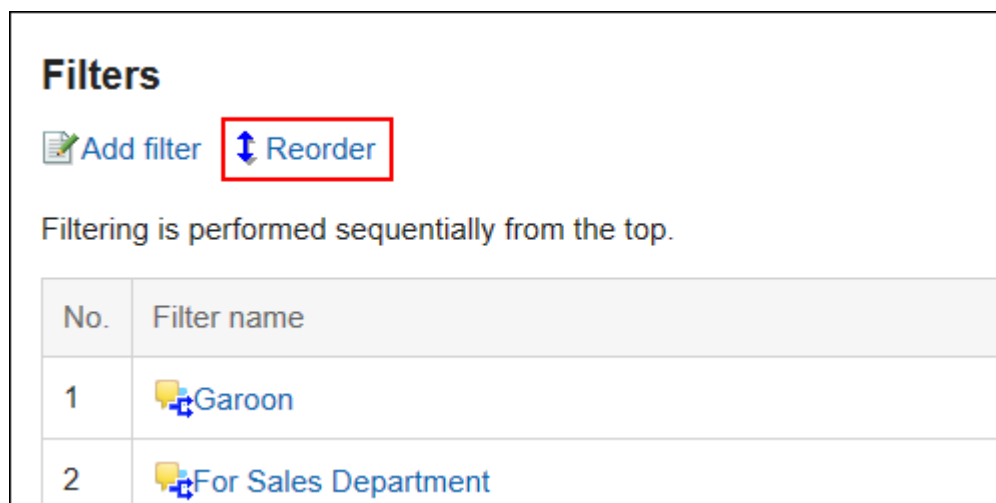 Filters
Add filter Reorder
Filtering is performed sequentially from the top.
No. Filter name
1 Garoon
2 For Sales Department